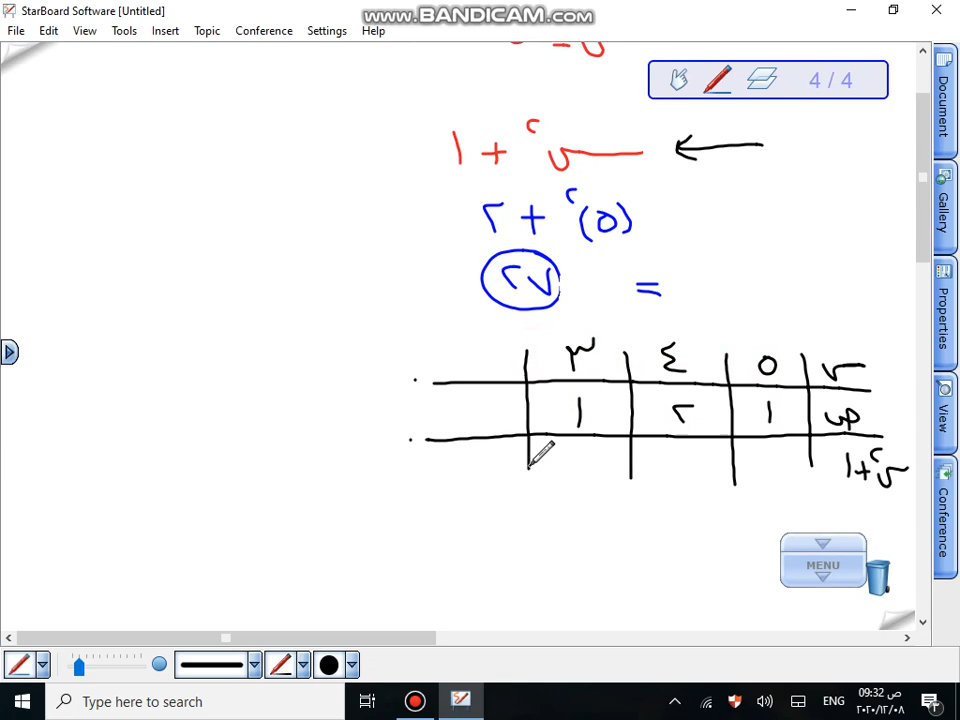 StarBoard Software [Untitled]
www.BANDICAM.com
File Edit View Tools Insert Topic Conference Settings Help
4 / 4
س٢ + ١
(٥)٢ + ٢
= ٢٧
س ٥ ٤ ٣
ص ١ ٢ ١
س٢+١
Document
Gallery
Properties
View
Conference
MENU
Type here to search
ENG
09:32 ص
٢٠٢٠/١٢/٠٨